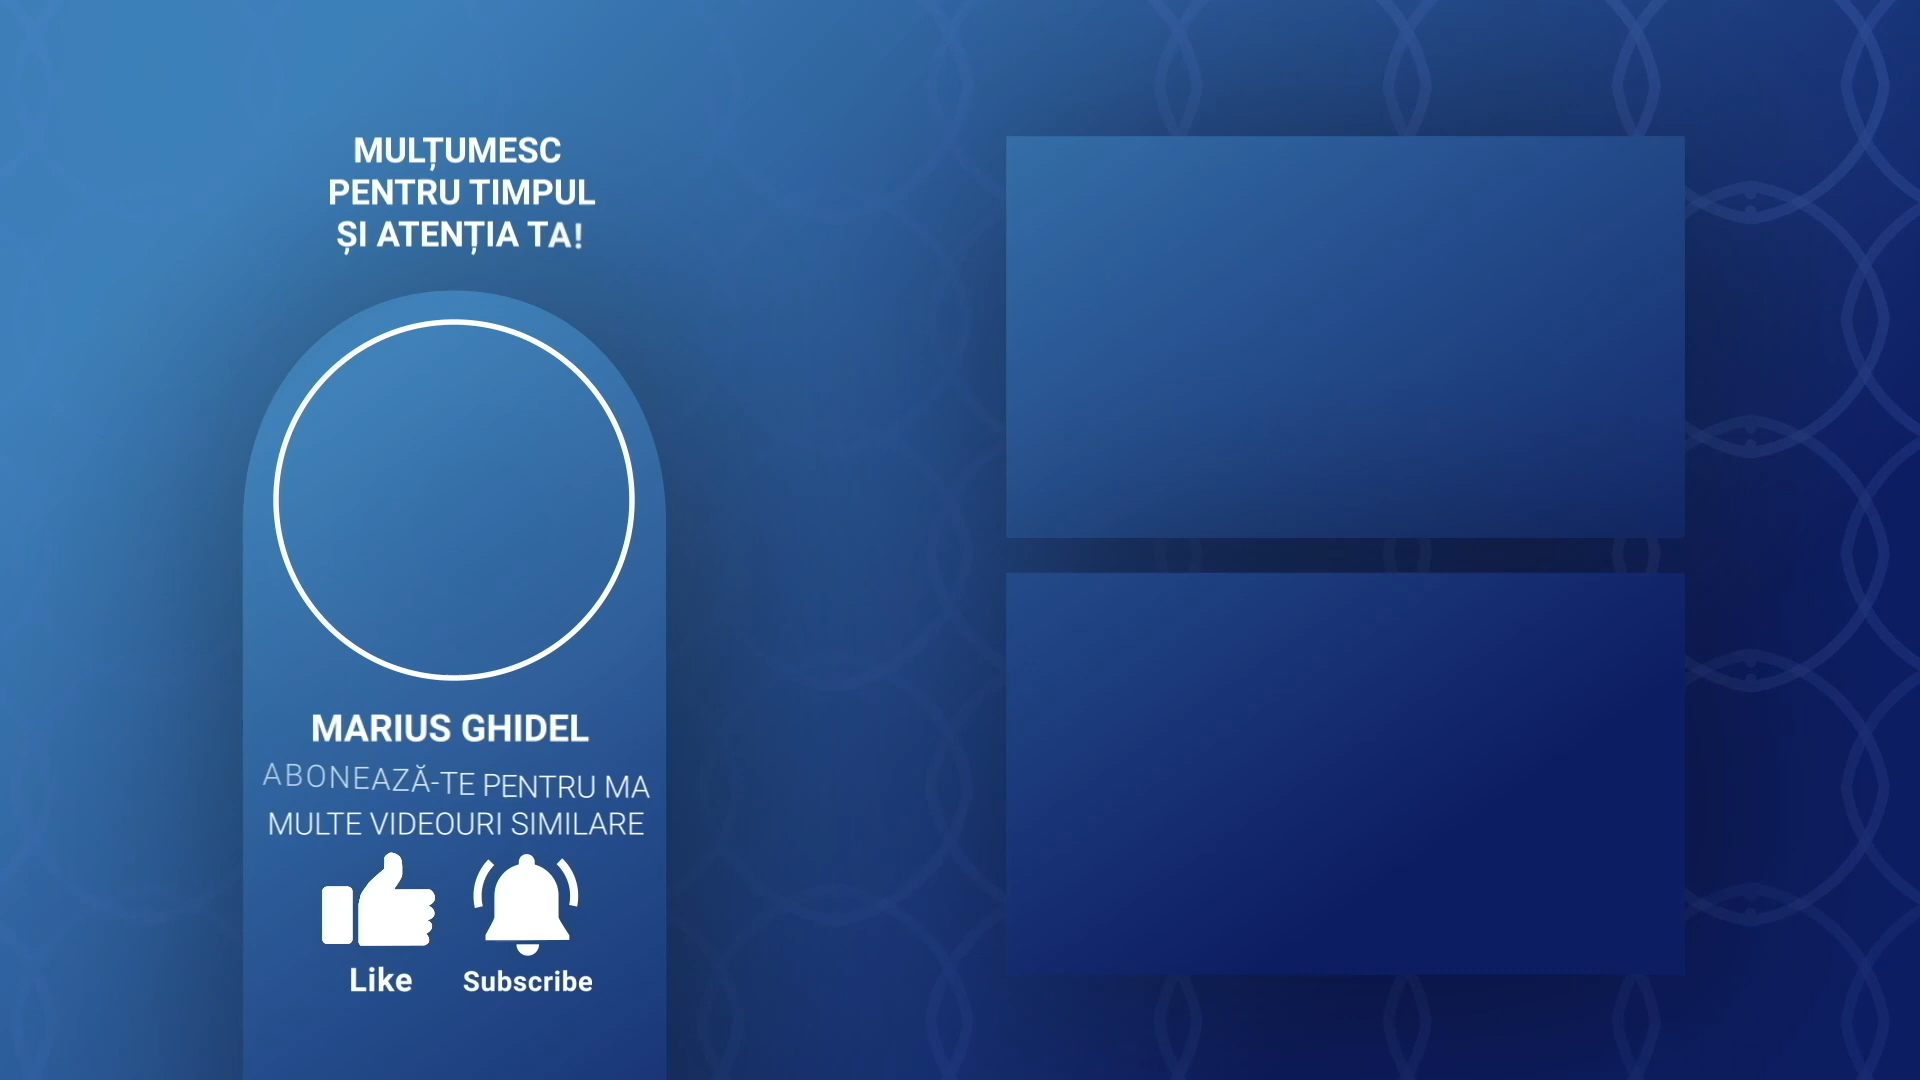 MULȚUMESC
PENTRU TIMPUL
ȘI ATENȚIA TA!
MARIUS GHIDEL
ABONEAZĂ-TE PENTRU MA
MULTE VIDEOURI SIMILARE
Like
Subscribe